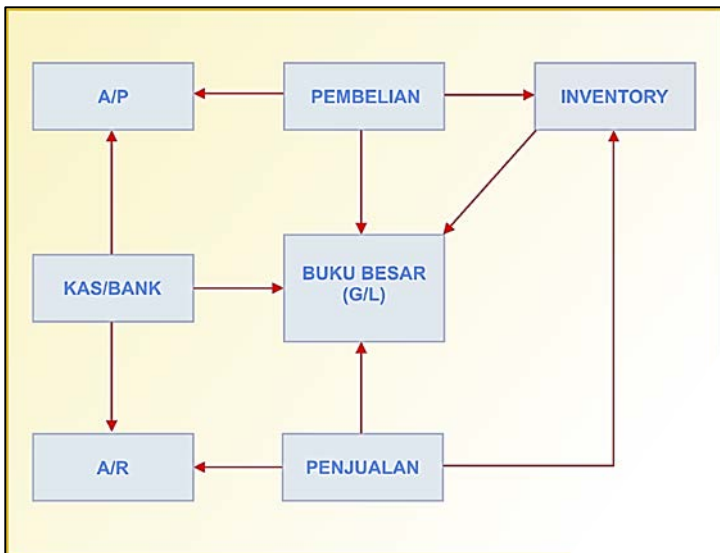 A/P
PEMBELIAN
INVENTORY
KAS/BANK
BUKU BESAR
(G/L)
A/R
PENJUALAN